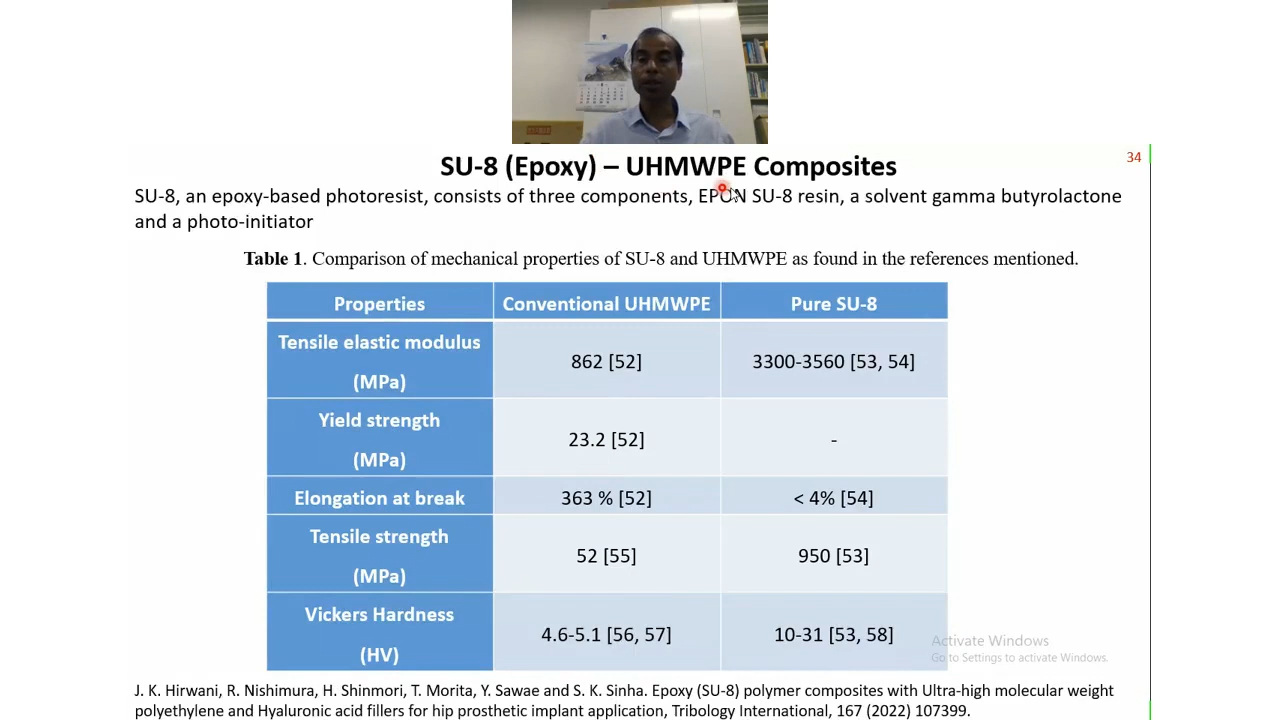 34
SU-8 (Epoxy) – UHMWPE Composites
SU-8, an epoxy-based photoresist, consists of three components, EPON SU-8 resin, a solvent gamma butyrolactone
and a photo-initiator
Table 1. Comparison of mechanical properties of SU-8 and UHMWPE as found in the references mentioned.
Properties Conventional UHMWPE Pure SU-8
Tensile elastic modulus
(MPa)
862 [52] 3300-3560 [53, 54]
Yield strength
(MPa)
23.2 [52] -
Elongation at break 363 % [52] < 4% [54]
Tensile strength
(MPa)
52 [55] 950 [53]
Vickers Hardness
(HV)
4.6-5.1 [56, 57] 10-31 [53, 58]
Activate Windows
Go to Settings to activate Windows.
J. K. Hirwani, R. Nishimura, H. Shinmori, T. Morita, Y. Sawae and S. K. Sinha. Epoxy (SU-8) polymer composites with Ultra-high molecular weight
polyethylene and Hyaluronic acid fillers for hip prosthetic implant application, Tribology International, 167 (2022) 107399.